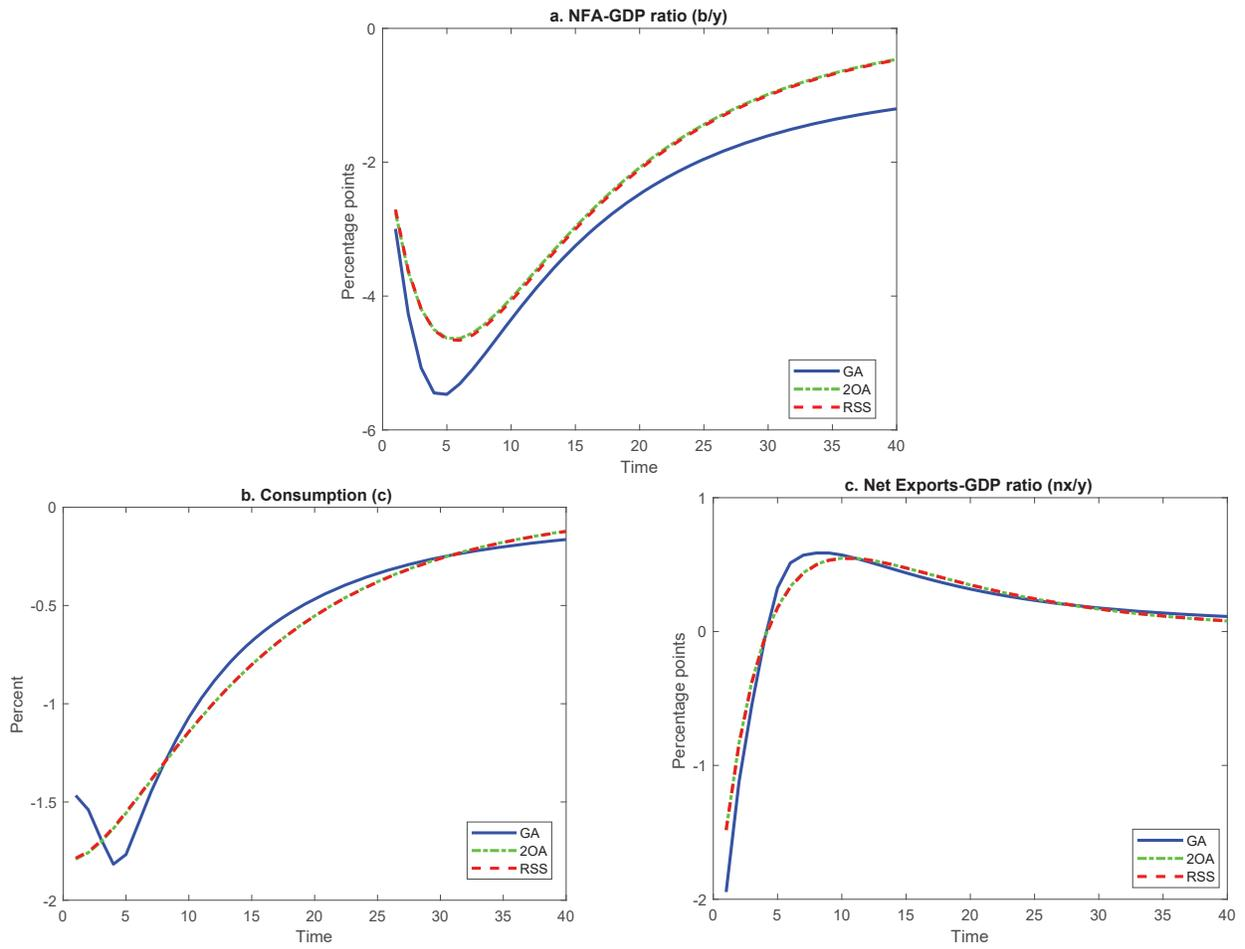 a. NFA-GDP ratio (b/y)
0
-2
-4
-6
Percentage points
0 5 10 15 20 25 30 35 40
Time
GA
2OA
RSS
b. Consumption (c)
0
-0.5
-1
-1.5
-2
Percent
0 5 10 15 20 25 30 35 40
Time
GA
2OA
RSS
c. Net Exports-GDP ratio (nx/y)
1
0
-1
-2
Percentage points
0 5 10 15 20 25 30 35 40
Time
GA
2OA
RSS